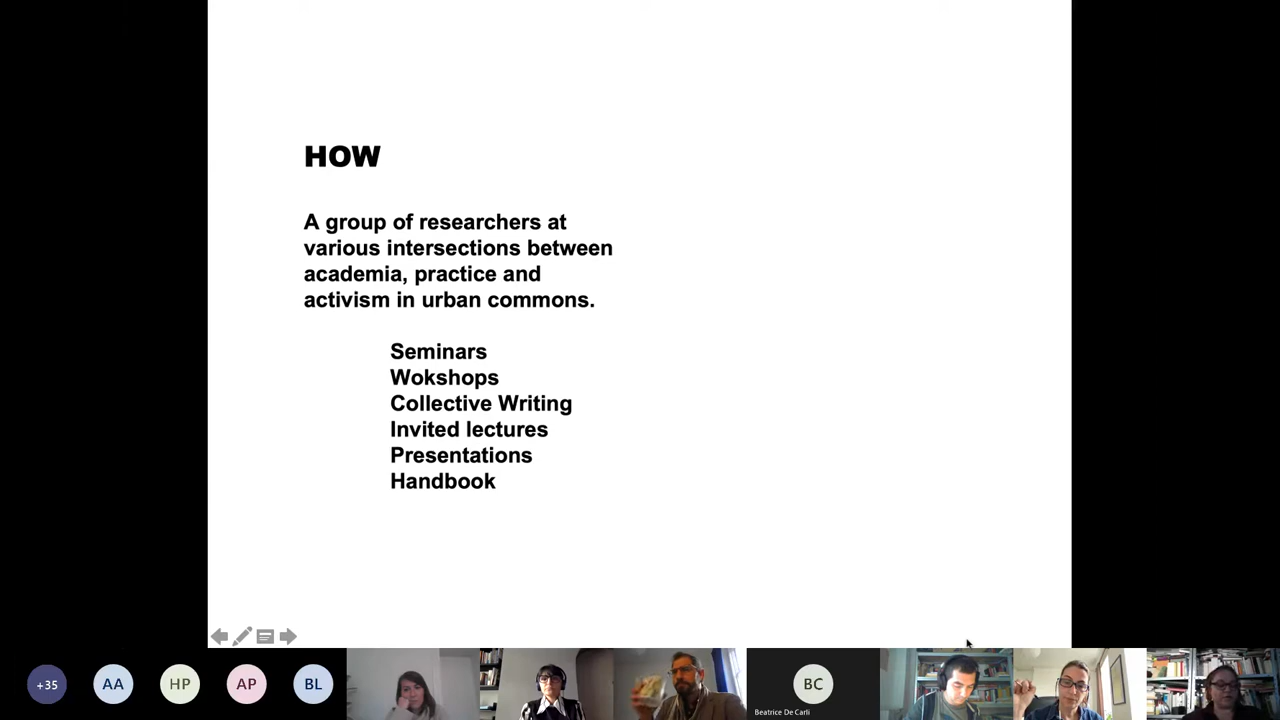 HOW
A group of researchers at
various intersections between
academia, practice and
activism in urban commons.
Seminars
Wokshops
Collective Writing
Invited lectures
Presentations
Handbook
+35
AA
HP
AP
BL
BC
Beatrice De Carli